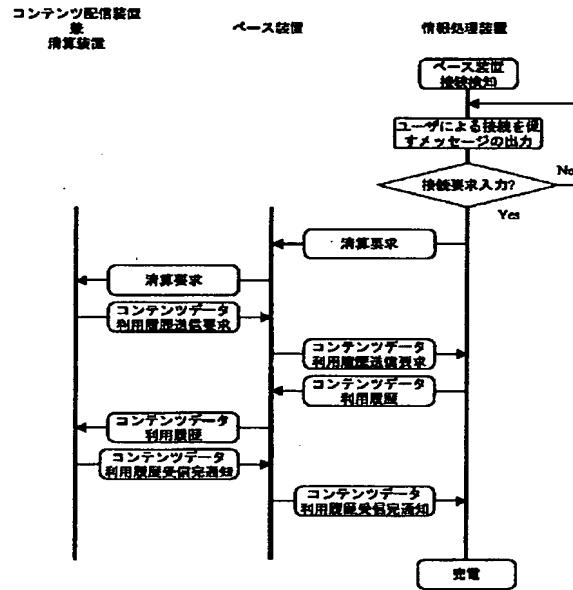 コンテンツ配信装置
兼
清算装置
ベース装置
情報処理装置
ベース装置
接続検知
ユーザによる接続を促
すメッセージの出力
接続要求入力?
No
Yes
清算要求
清算要求
コンテンツデータ
利用履歴送信要求
コンテンツデータ
利用履歴送信要求
コンテンツデータ
利用履歴
コンテンツデータ
利用履歴
コンテンツデータ
利用履歴受信完通知
コンテンツデータ
利用履歴受信完通知
充電